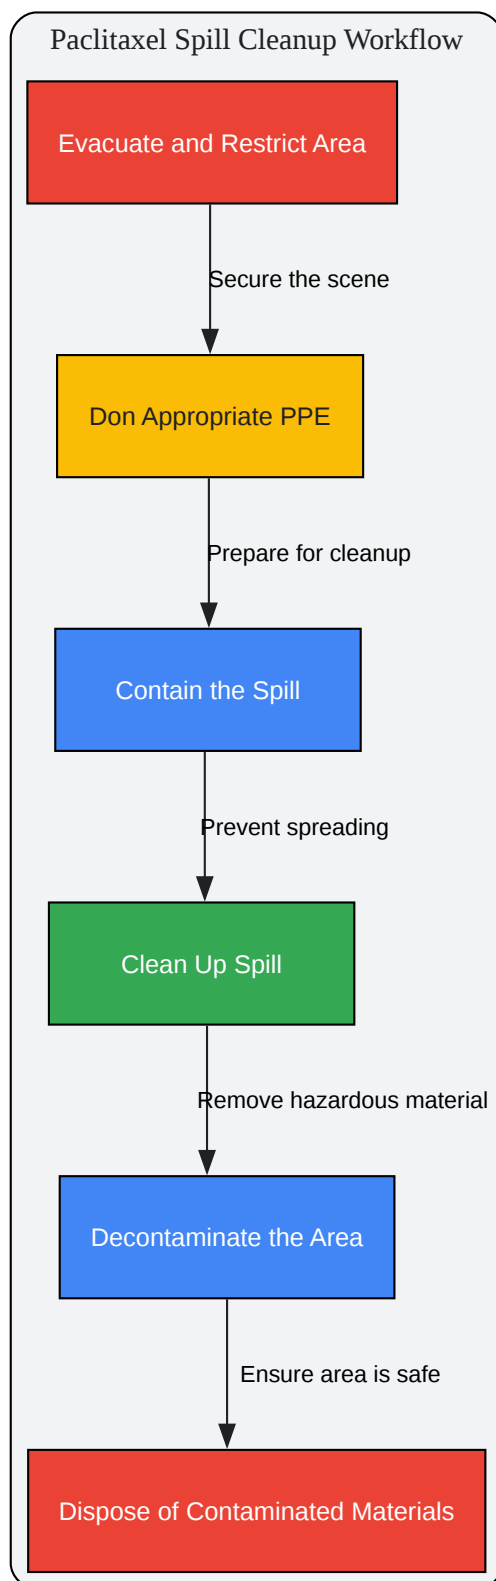 Paclitaxel Spill Cleanup Workflow
Evacuate and Restrict Area
Secure the scene
Don Appropriate PPE
Prepare for cleanup
Contain the Spill
Prevent spreading
Clean Up Spill
Remove hazardous material
Decontaminate the Area
Ensure area is safe
Dispose of Contaminated Materials